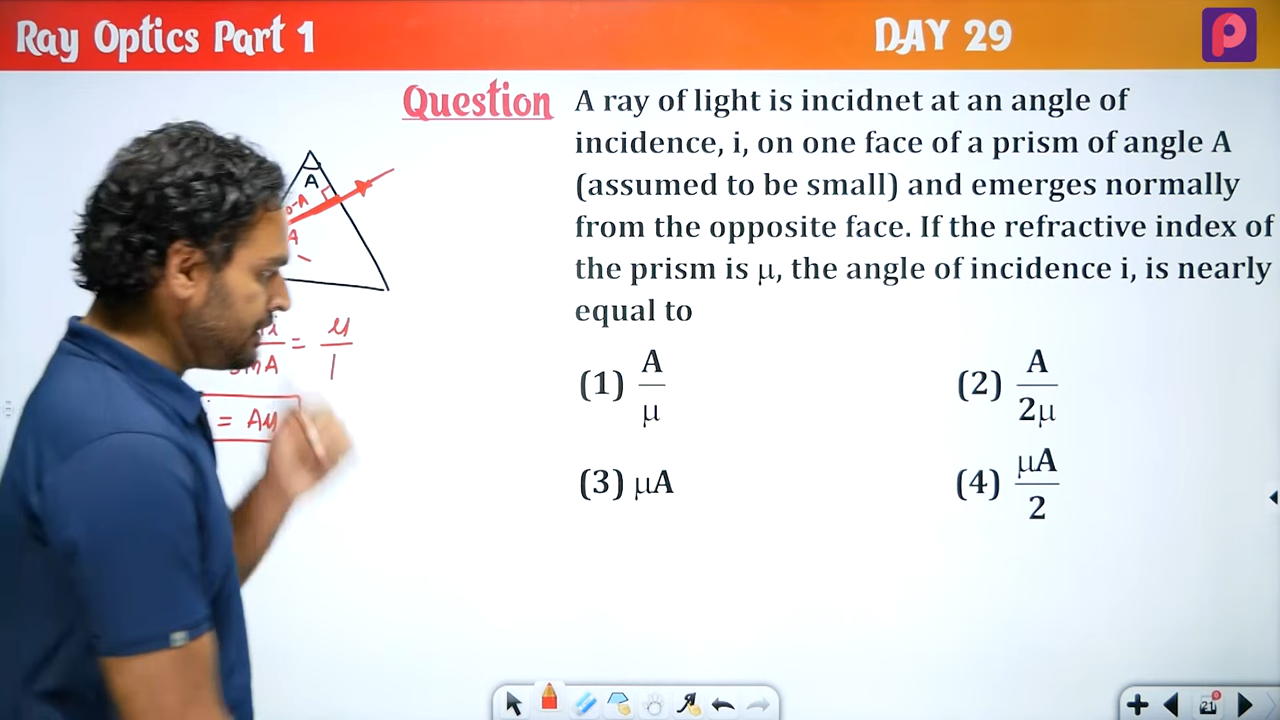 Ray Optics Part 1
DAY 29
Question
A ray of light is incidnet at an angle of
incidence, i, on one face of a prism of angle A
(assumed to be small) and emerges normally
from the opposite face. If the refractive index of
the prism is μ, the angle of incidence i, is nearly
equal to
(1) A/μ
(2) A/2μ
(3) μA
(4) μA/2
A
-A
A
= μ/1
= Aμ
21